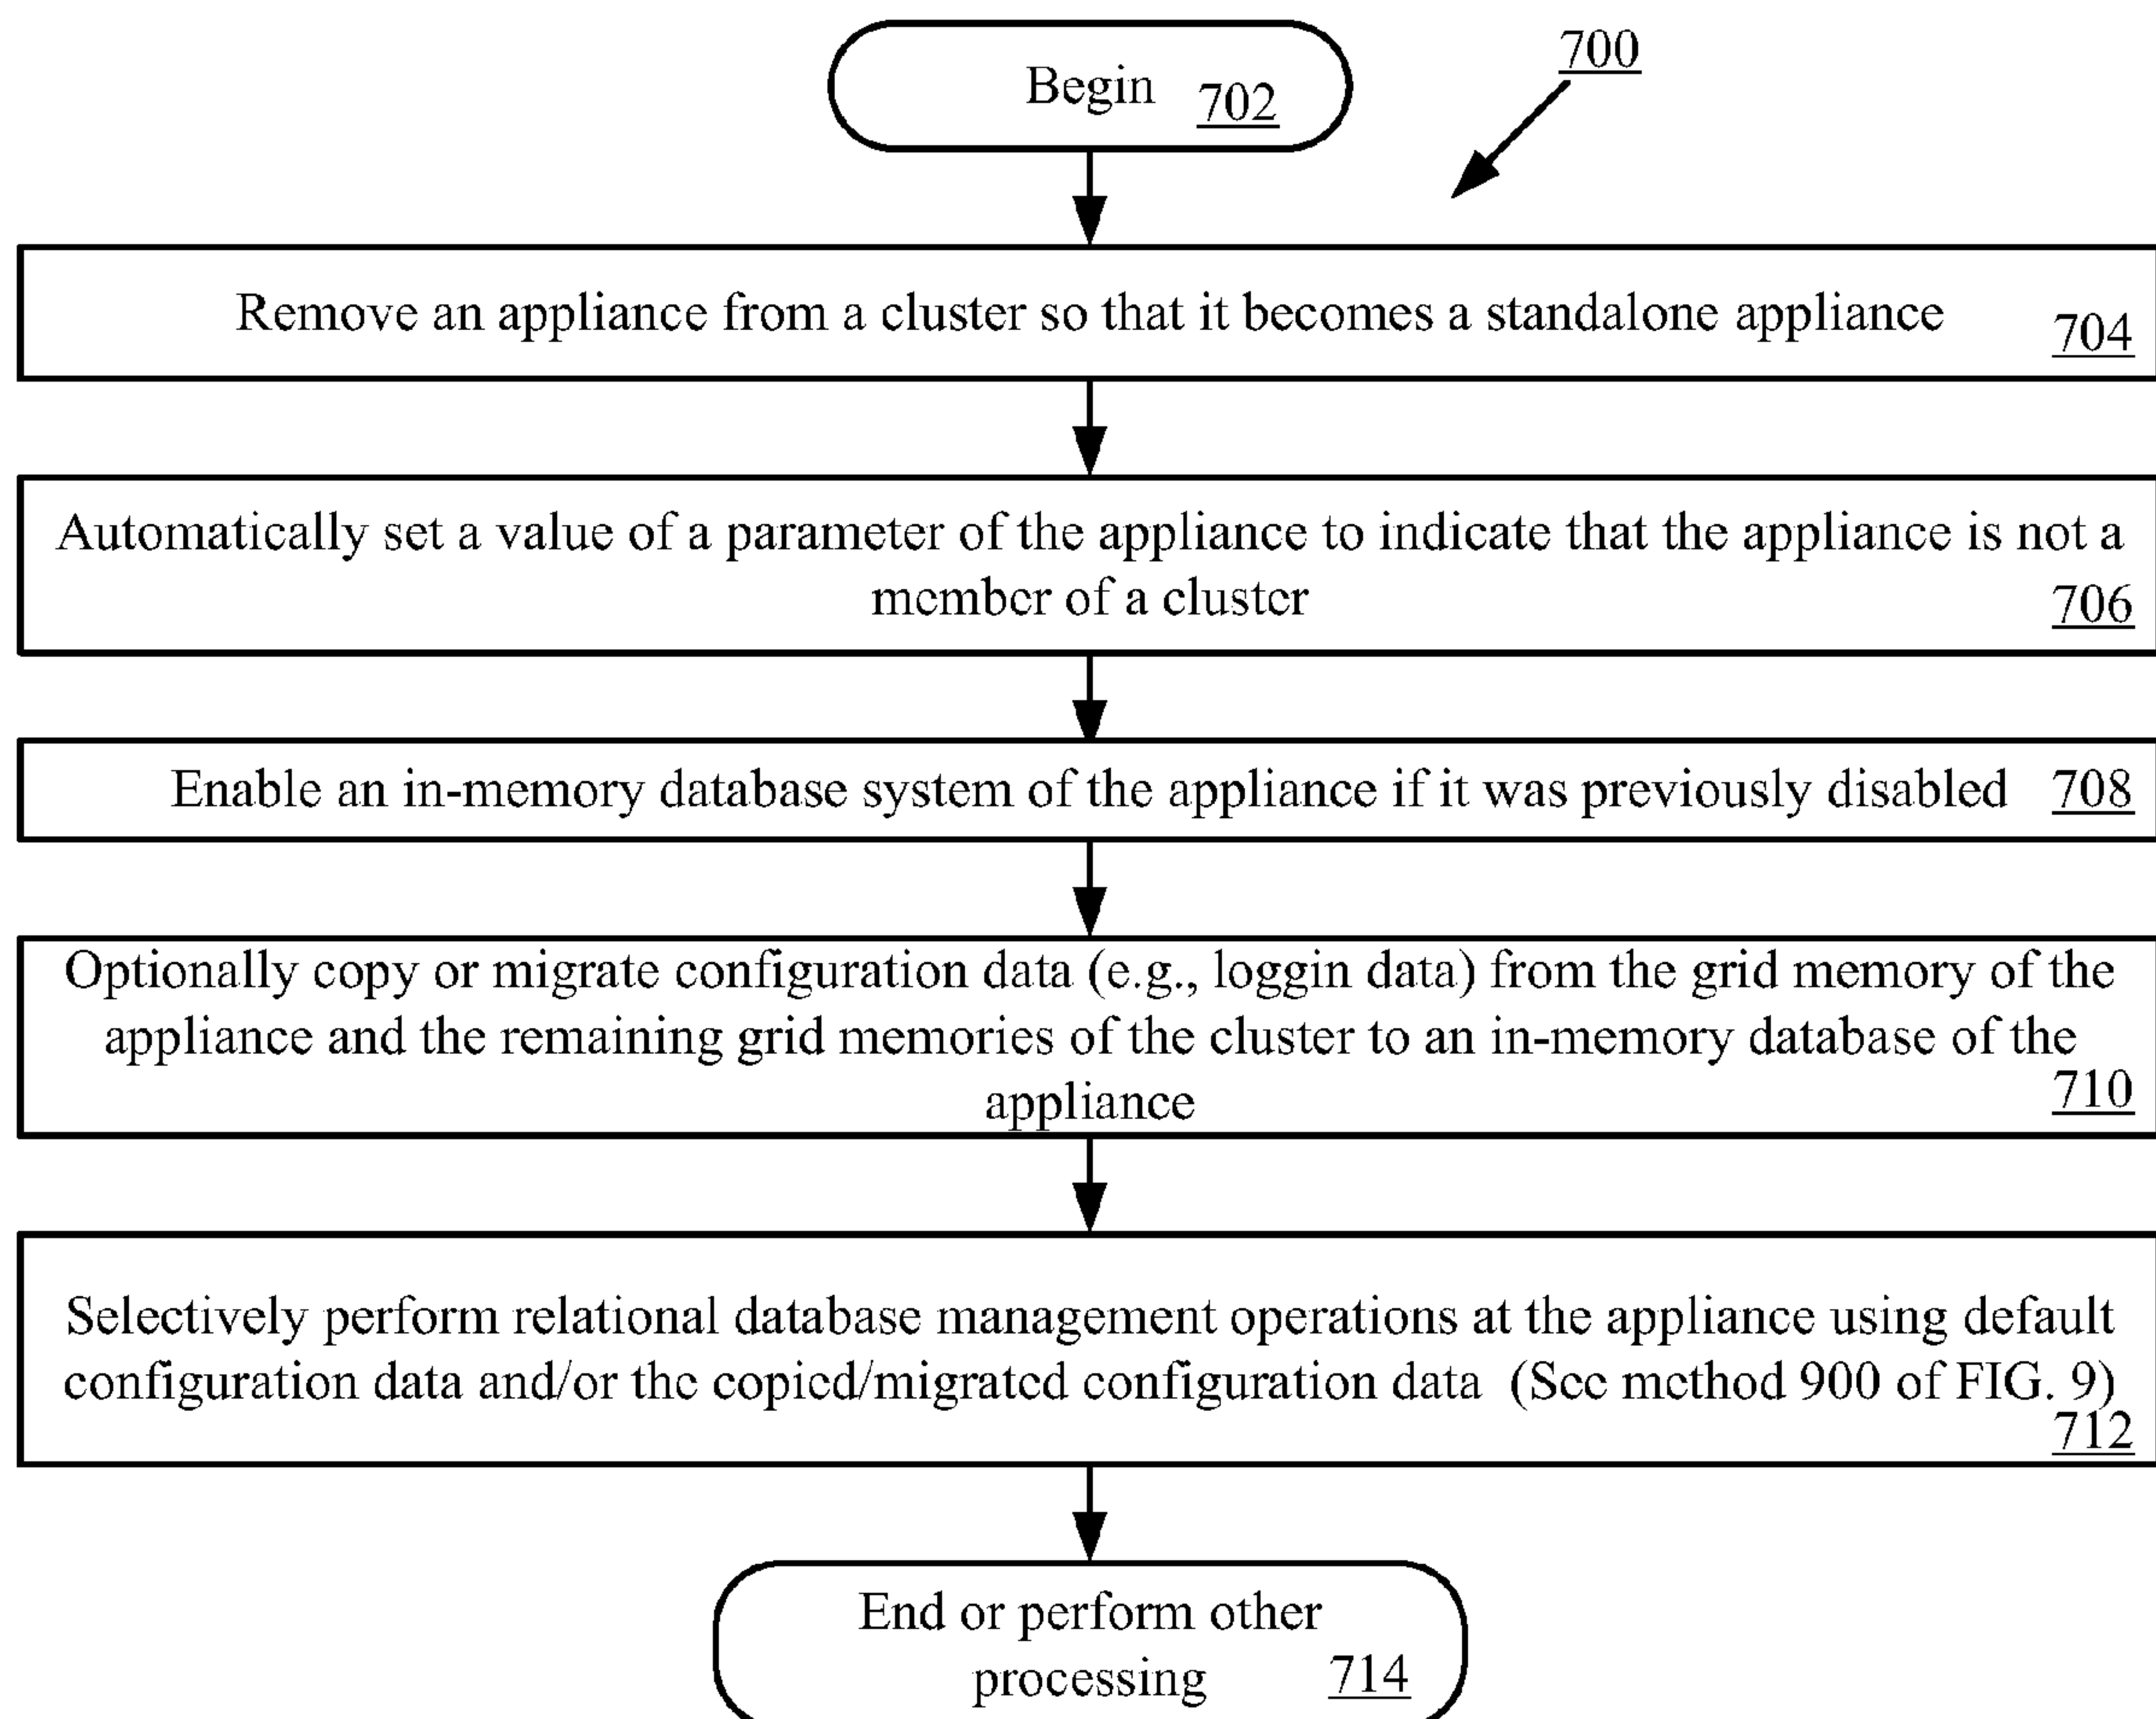 Begin 702
700
Remove an appliance from a cluster so that it becomes a standalone appliance
704
Automatically set a value of a parameter of the appliance to indicate that the appliance is not a
member of a cluster
706
Enable an in-memory database system of the appliance if it was previously disabled 708
Optionally copy or migrate configuration data (e.g., loggin data) from the grid memory of the
appliance and the remaining grid memories of the cluster to an in-memory database of the
appliance
710
Selectively perform relational database management operations at the appliance using default
configuration data and/or the copied/migrated configuration data (See method 900 of FIG. 9)
712
End or perform other
processing 714